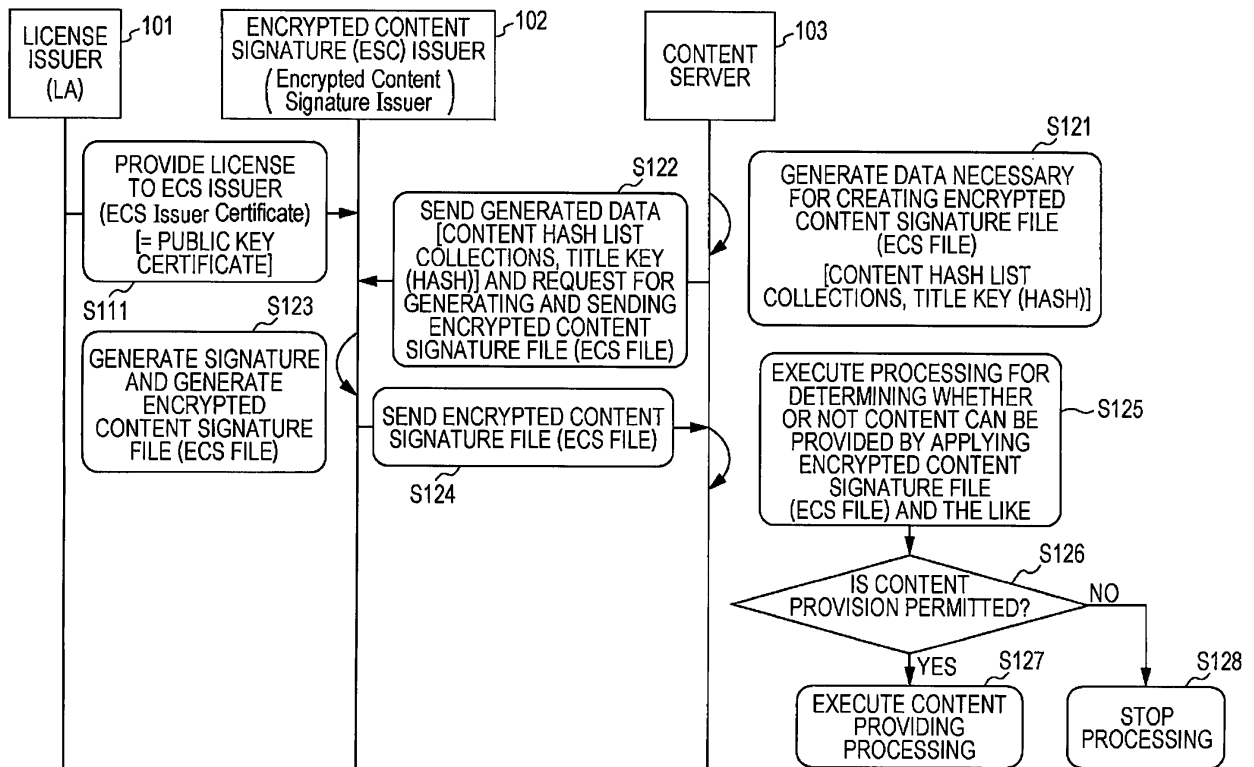 LICENSE
ISSUER
(LA)
101
ENCRYPTED CONTENT
SIGNATURE (ESC) ISSUER
(Encrypted Content
Signature Issuer)
102
CONTENT
SERVER
103
PROVIDE LICENSE
TO ECS ISSUER
(ECS Issuer Certificate)
[= PUBLIC KEY
CERTIFICATE]
S111
S121
GENERATE DATA NECESSARY
FOR CREATING ENCRYPTED
CONTENT SIGNATURE FILE
(ECS FILE)
[CONTENT HASH LIST
COLLECTIONS, TITLE KEY (HASH)]
S122
SEND GENERATED DATA
[CONTENT HASH LIST
COLLECTIONS, TITLE KEY
(HASH)] AND REQUEST FOR
GENERATING AND SENDING
ENCRYPTED CONTENT
SIGNATURE FILE (ECS FILE)
S123
GENERATE SIGNATURE
AND GENERATE
ENCRYPTED
CONTENT SIGNATURE
FILE (ECS FILE)
SEND ENCRYPTED CONTENT
SIGNATURE FILE (ECS FILE)
S124
EXECUTE PROCESSING FOR
DETERMINING WHETHER
OR NOT CONTENT CAN BE
PROVIDED BY APPLYING
ENCRYPTED CONTENT
SIGNATURE FILE
(ECS FILE) AND THE LIKE
S125
IS CONTENT
PROVISION PERMITTED?
S126
NO
YES
S127
EXECUTE CONTENT
PROVIDING
PROCESSING
S128
STOP
PROCESSING